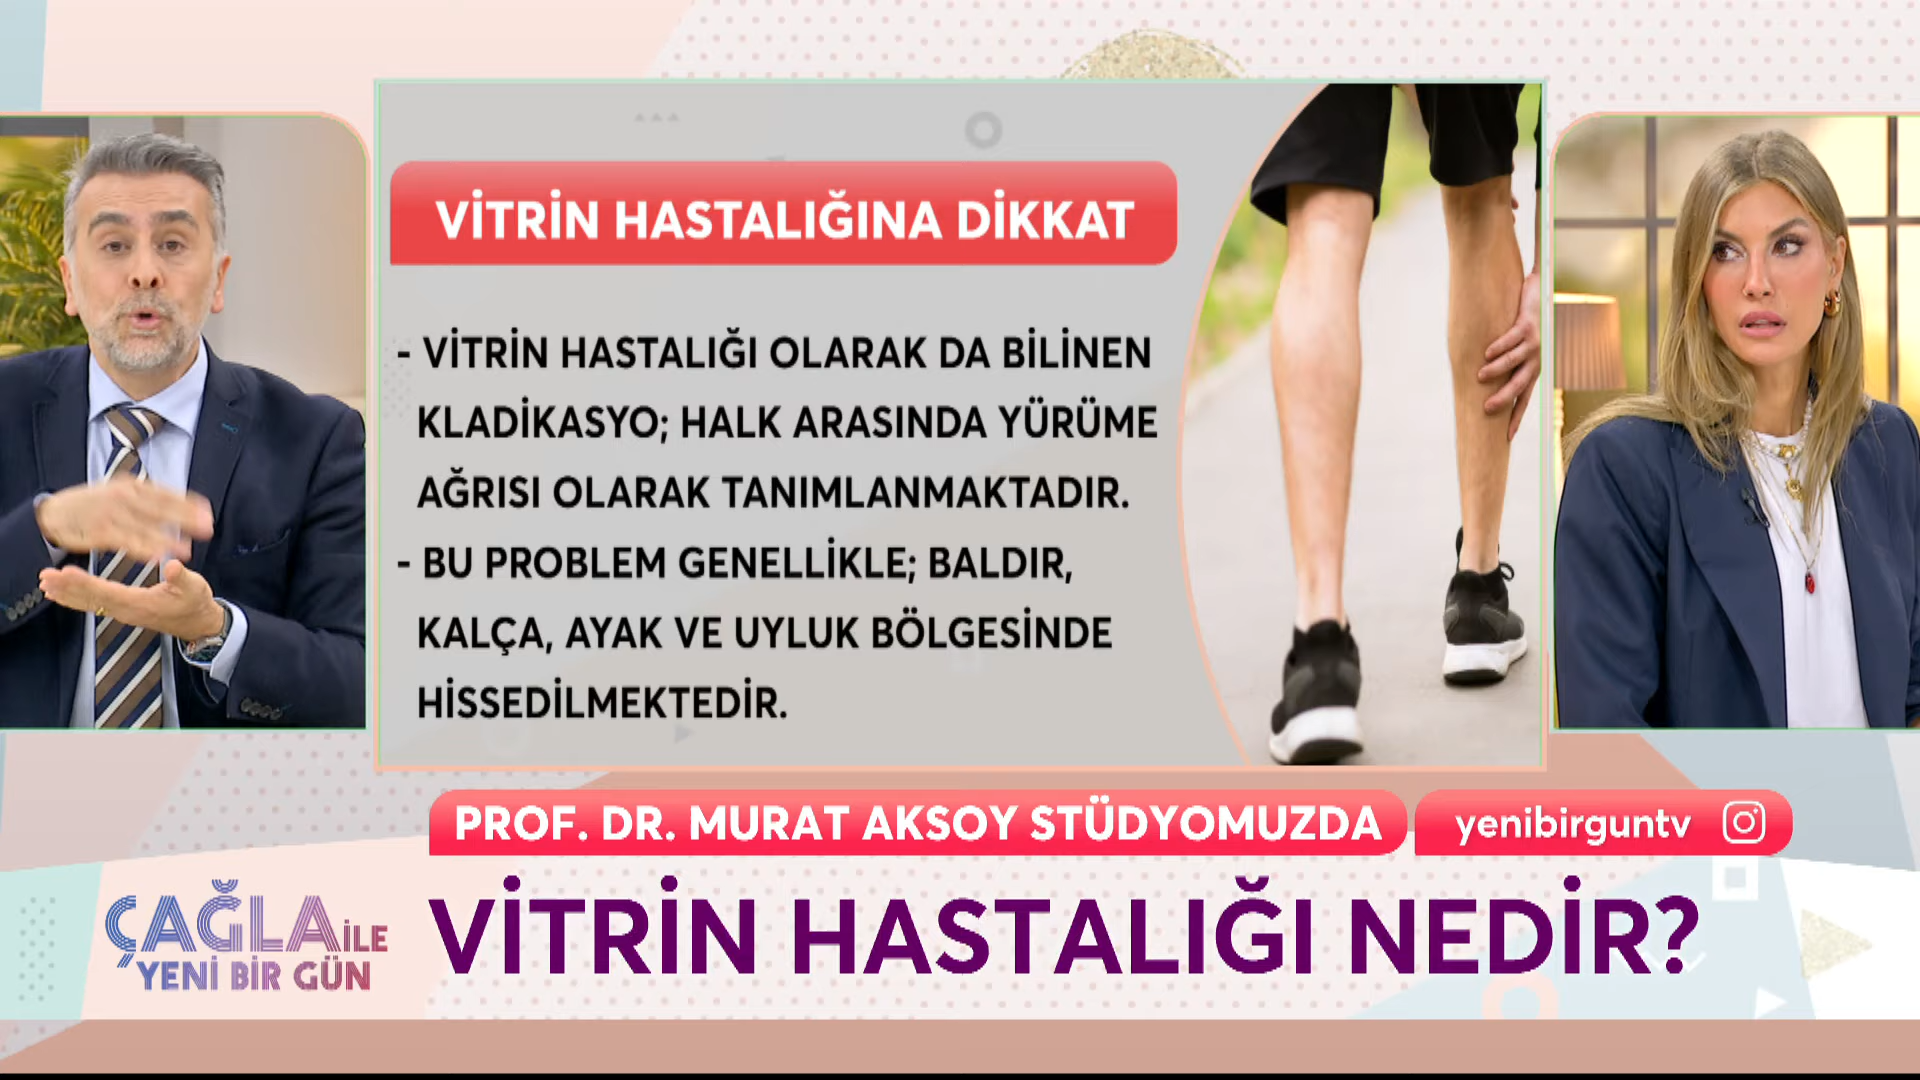 VİTRİN HASTALIĞINA DİKKAT
- VİTRİN HASTALIĞI OLARAK DA BİLİNEN
KLADİKASYO; HALK ARASINDA YÜRÜME
AĞRISI OLARAK TANIMLANMAKTADIR.
- BU PROBLEM GENELLİKLE; BALDIR,
KALÇA, AYAK VE UYLUK BÖLGESİNDE
HİSSEDİLMEKTEDİR.
PROF. DR. MURAT AKSOY STÜDYOMUZDA
yenibirguntv
ÇAĞLA İLE
YENİ BİR GÜN
VİTRİN HASTALIĞI NEDİR?